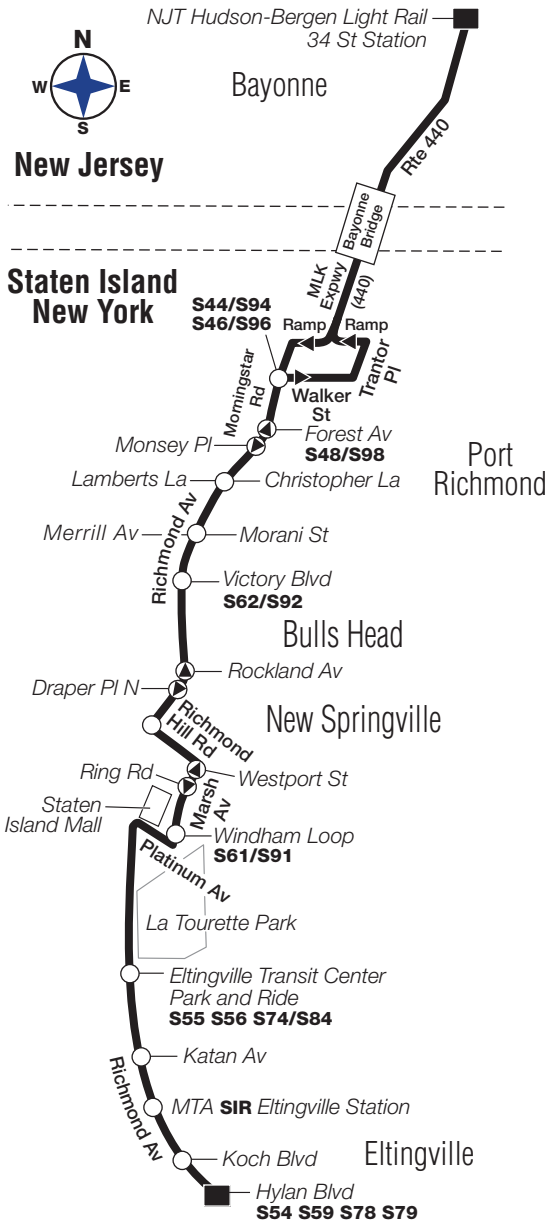 NJT Hudson-Bergen Light Rail
34 St Station
N
W
E
S
Bayonne
New Jersey
Rte 440
Bayonne
Bridge
Staten Island
New York
MLK
Expwy
(440)
S44/S94
S46/S96
Ramp
Ramp
Trantor
Pl
Walker
St
Morningstar
Rd
Forest Av
S48/S98
Monsey Pl
Port
Richmond
Lamberts La
Christopher La
Richmond Av
Merrill Av
Morani St
Victory Blvd
S62/S92
Bulls Head
Rockland Av
Draper Pl N
Richmond
Hill Rd
New Springville
Ring Rd
Westport St
Marsh
Av
Staten
Island Mall
Windham Loop
S61/S91
Platinum Av
La Tourette Park
Eltingville Transit Center
Park and Ride
S55 S56 S74/S84
Katan Av
Richmond Av
MTA SIR Eltingville Station
Koch Blvd
Eltingville
Hylan Blvd
S54 S59 S78 S79